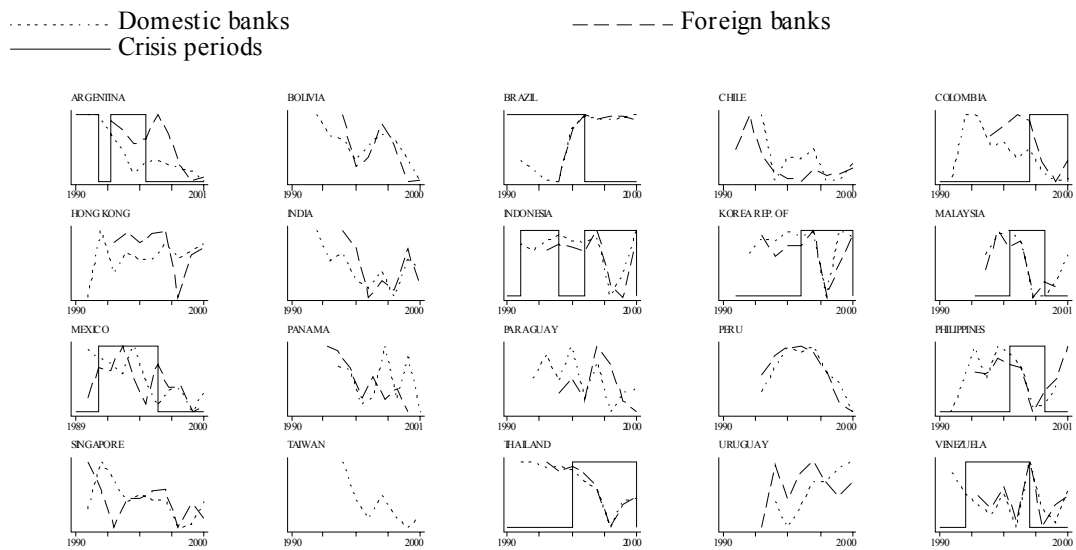 Domestic banks Foreign banks
Crisis periods
ARGENTINA BOLIVIA BRAZIL CHILE COLOMBIA
1990 2001 1990 2000 1990 2000 1990 2000 1990 2000
HONG KONG INDIA INDONESIA KOREA REP. OF MALAYSIA
1990 2000 1990 2000 1990 2000 1990 2000 1990 2001
MEXICO PANAMA PARAGUAY PERU PHILIPPINES
1989 2000 1990 2001 1990 2000 1990 2000 1990 2001
SINGAPORE TAIWAN THAILAND URUGUAY VENEZUELA
1990 2000 1990 2000 1990 2000 1990 2000 1990 2000